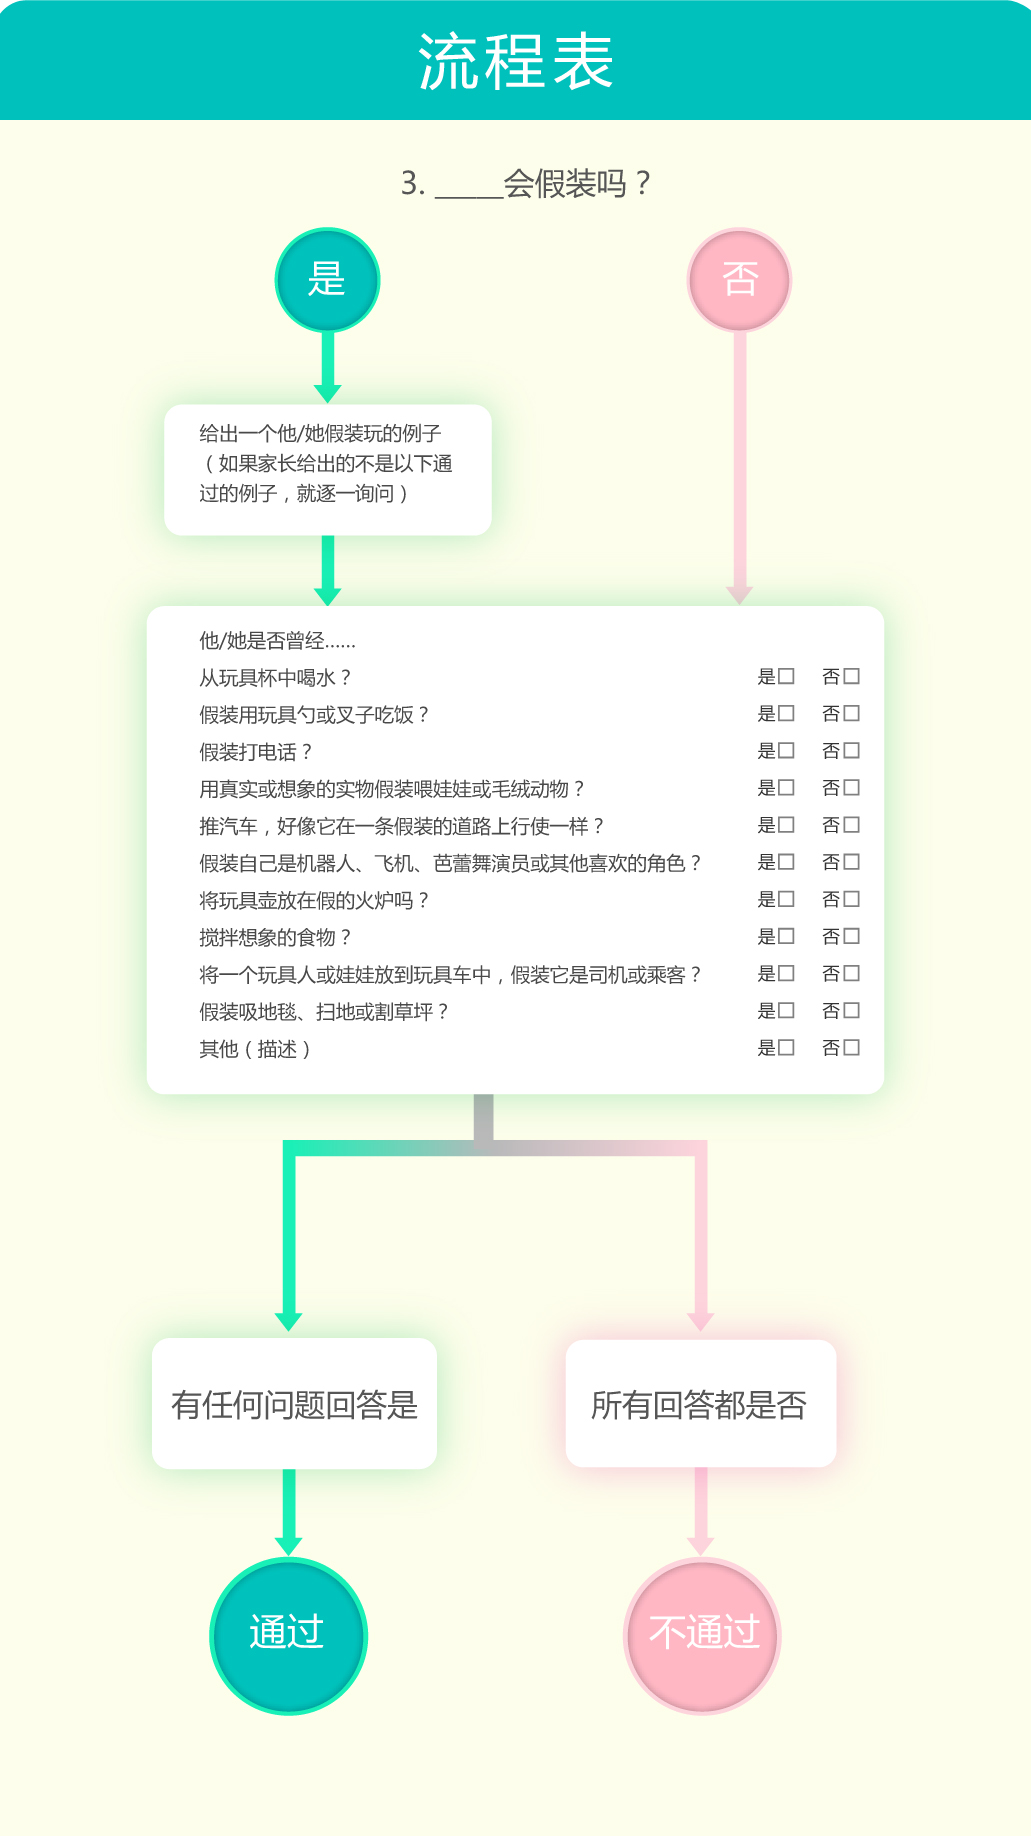 流程表
3. _____会假装吗？
是
否
给出一个他/她假装玩的例子
（如果家长给出的不是以下通
过的例子，就逐一询问）
他/她是否曾经......
从玩具杯中喝水？ 是□ 否□
假装用玩具勺或叉子吃饭？ 是□ 否□
假装打电话？ 是□ 否□
用真实或想象的实物假装喂娃娃或毛绒动物？ 是□ 否□
推汽车，好像它在一条假装的道路上行使一样？ 是□ 否□
假装自己是机器人、飞机、芭蕾舞演员或其他喜欢的角色？ 是□ 否□
将玩具壶放在假的火炉吗？ 是□ 否□
搅拌想象的食物？ 是□ 否□
将一个玩具人或娃娃放到玩具车中，假装它是司机或乘客？ 是□ 否□
假装吸地毯、扫地或割草坪？ 是□ 否□
其他（描述） 是□ 否□
有任何问题回答是
所有回答都是否
通过
不通过